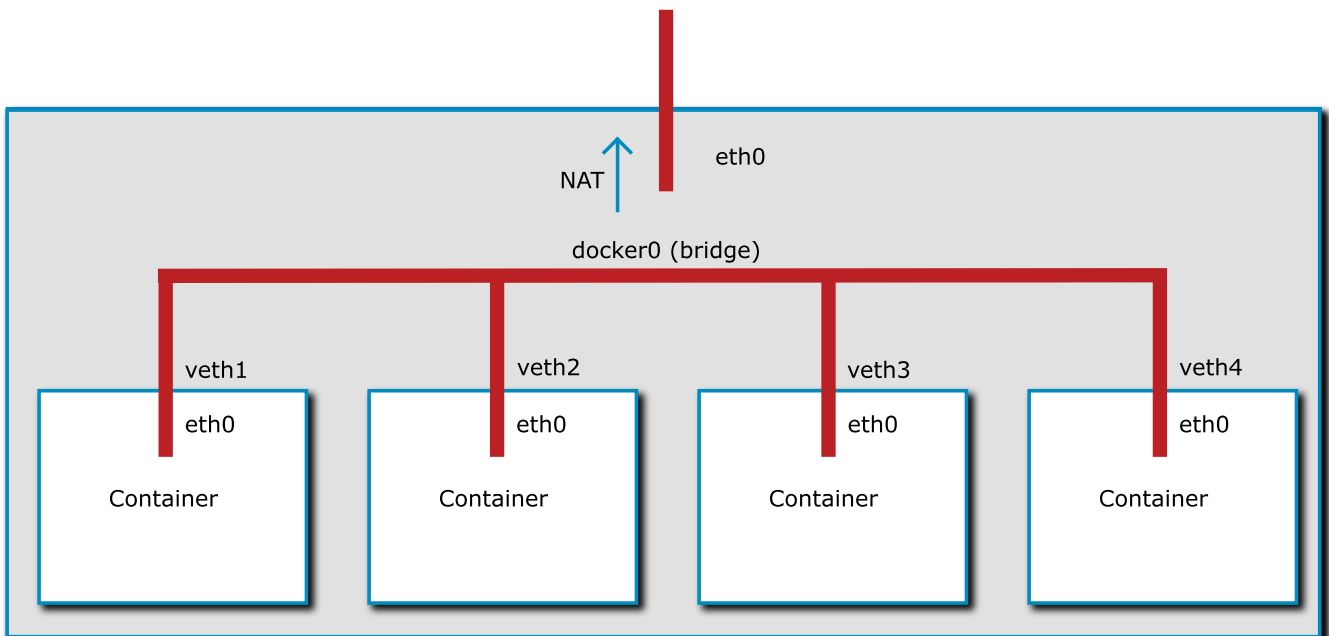 eth0
NAT
docker0 (bridge)
veth1
veth2
veth3
veth4
eth0
eth0
eth0
eth0
Container
Container
Container
Container